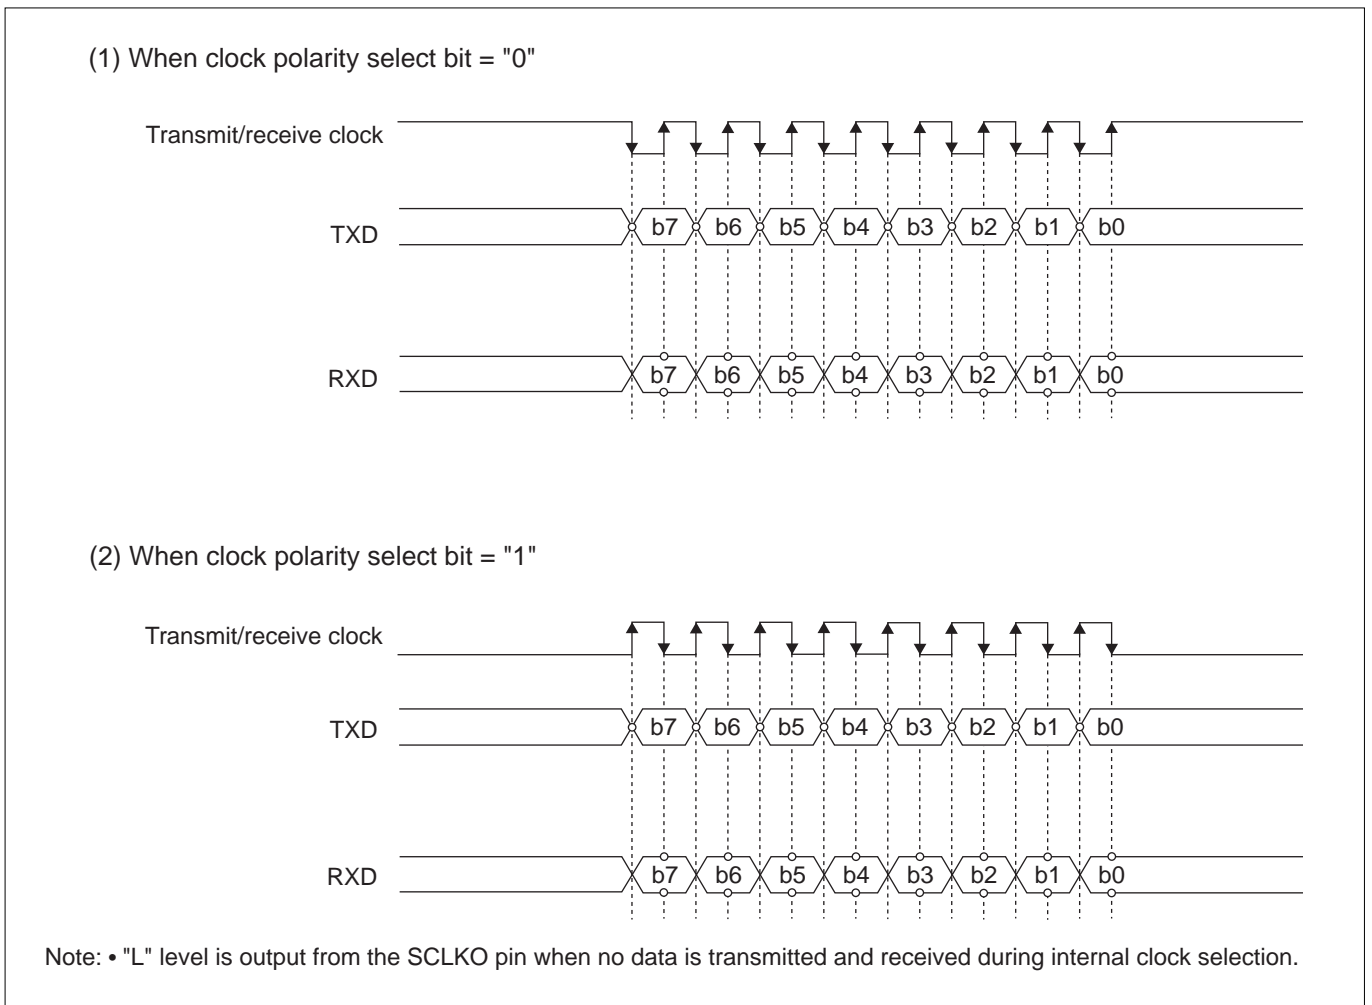 (1) When clock polarity select bit = "0"
Transmit/receive clock
TXD
b7 b6 b5 b4 b3 b2 b1 b0
RXD
b7 b6 b5 b4 b3 b2 b1 b0
(2) When clock polarity select bit = "1"
Transmit/receive clock
TXD
b7 b6 b5 b4 b3 b2 b1 b0
RXD
b7 b6 b5 b4 b3 b2 b1 b0
Note: • "L" level is output from the SCLKO pin when no data is transmitted and received during internal clock selection.